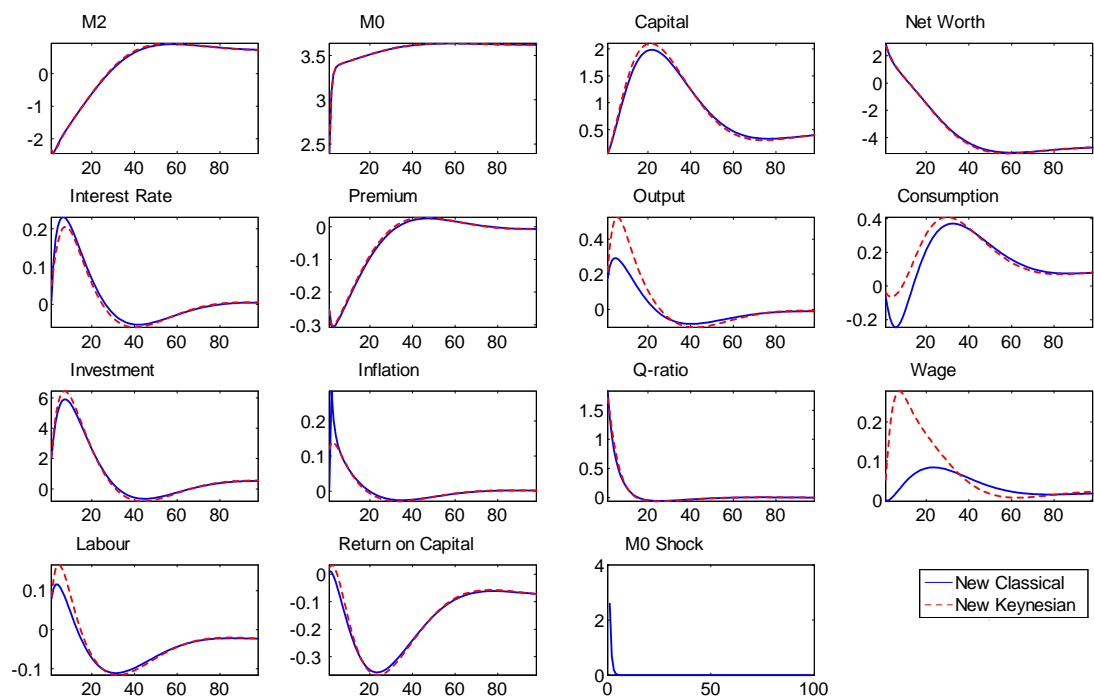 M2 M0 Capital Net Worth
0 3.5 2 2
-1 3 1.5 0
-2 2.5 1 -2
0.5 -4
20 40 60 80 20 40 60 80 20 40 60 80 20 40 60 80
Interest Rate Premium Output Consumption
0.2 0 0.4 0.4
0.1 -0.1 0.2 0.2
0 -0.2 0 0
-0.3 -0.2
20 40 60 80 20 40 60 80 20 40 60 80 20 40 60 80
Investment Inflation Q-ratio Wage
6 0.2 1.5 0.2
4 0.1 1 0.1
2 0 0.5 0
0 0
20 40 60 80 20 40 60 80 20 40 60 80 20 40 60 80
Labour Return on Capital M0 Shock
0.1 0 4
0 -0.1 2
-0.1 -0.2 0
-0.3
20 40 60 80 20 40 60 80 0 50 100
New Classical
New Keynesian